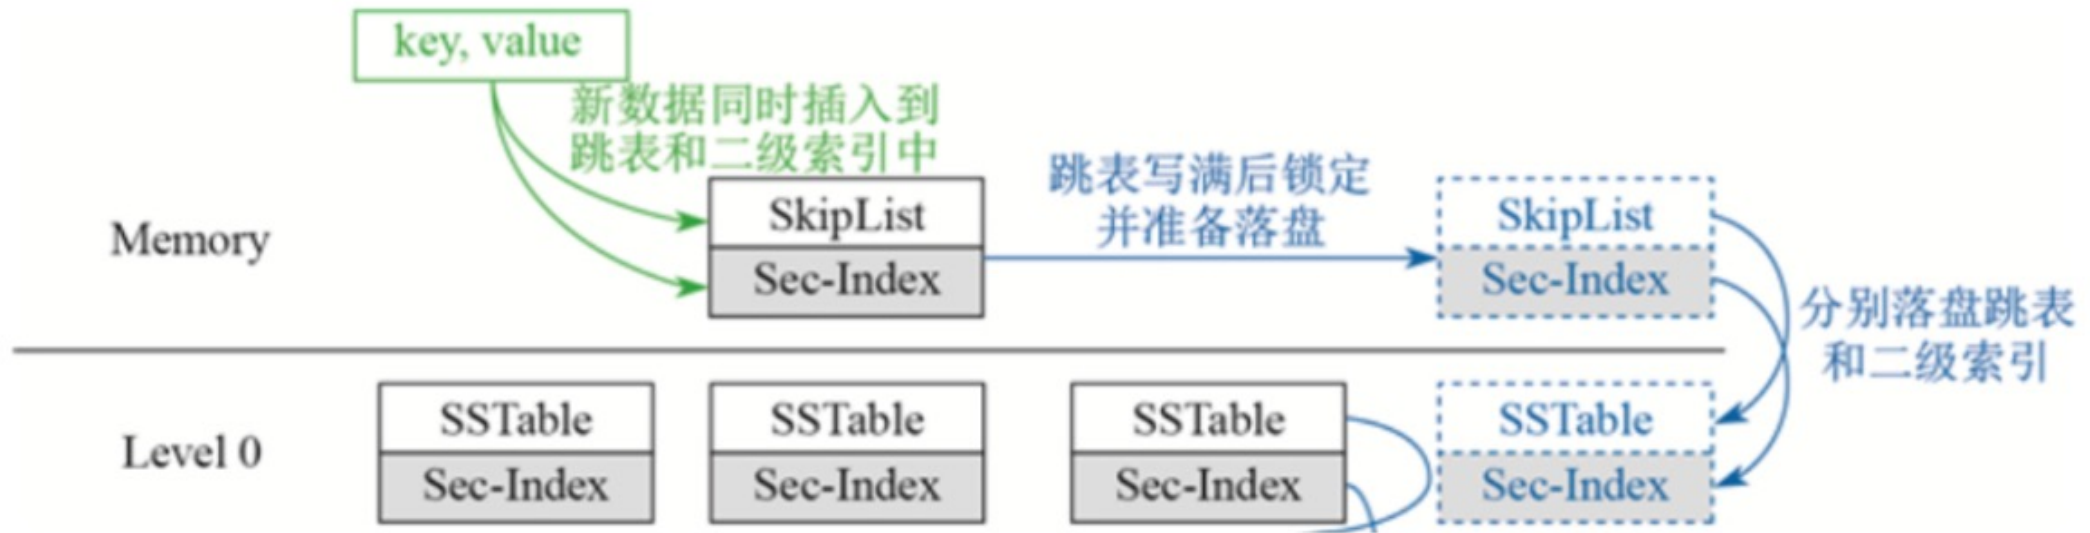 key, value
新数据同时插入到
跳表和二级索引中
跳表写满后锁定
并准备落盘
Memory
SkipList
Sec-Index
SkipList
Sec-Index
分别落盘跳表
和二级索引
Level 0
SSTable
Sec-Index
SSTable
Sec-Index
SSTable
Sec-Index
SSTable
Sec-Index